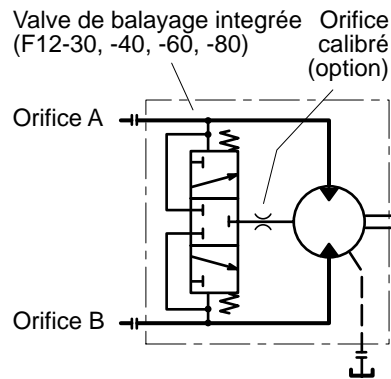 Valve de balayage integrée
(F12-30, -40, -60, -80)
Orifice
calibré
(option)
Orifice A
Orifice B